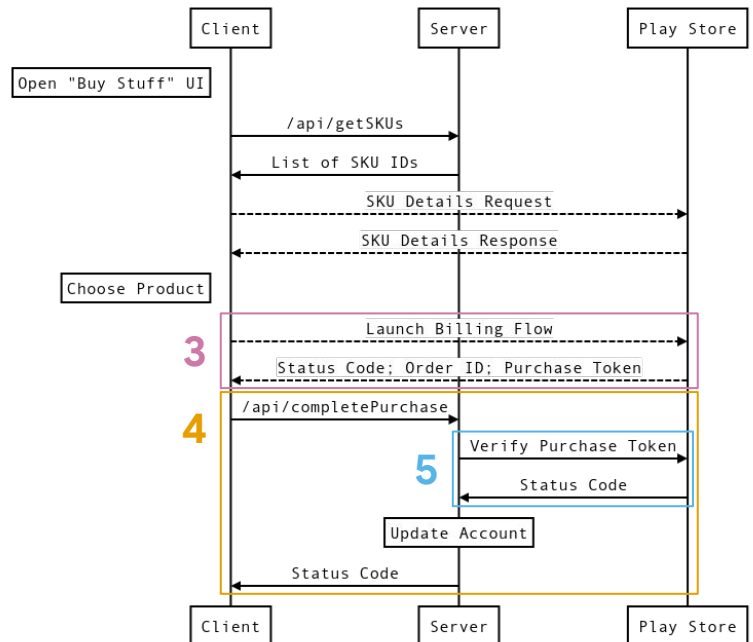 Client Server Play Store
Open "Buy Stuff" UI
/api/getSKUs
List of SKU IDs
SKU Details Request
SKU Details Response
Choose Product
3
Launch Billing Flow
Status Code; Order ID; Purchase Token
4
/api/completePurchase
5
Verify Purchase Token
Status Code
Update Account
Status Code
Client Server Play Store